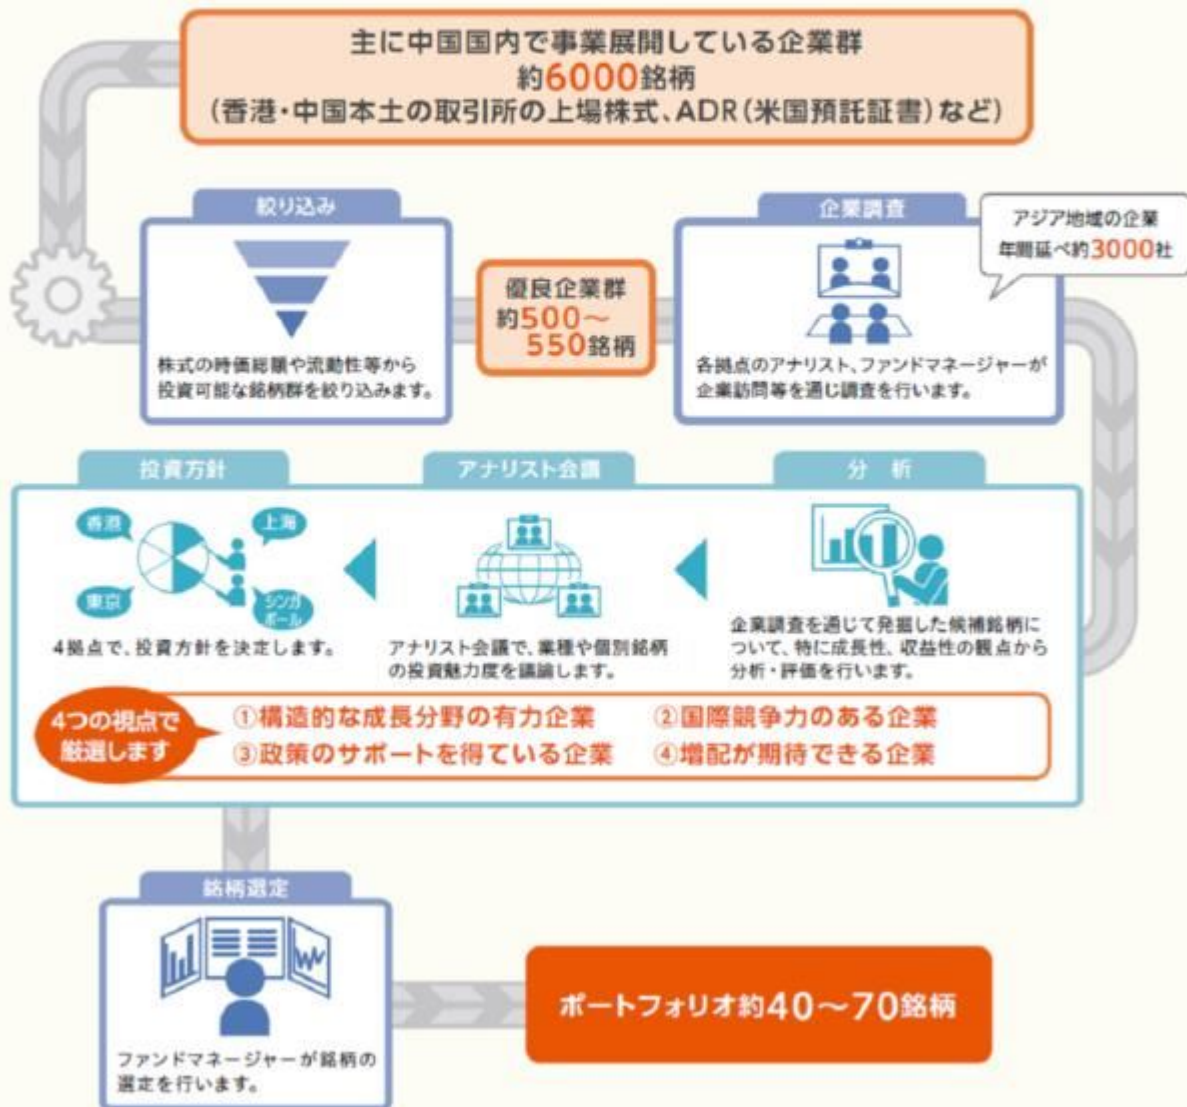 主に中国国内で事業展開している企業群
約6000銘柄
(香港・中国本土の取引所の上場株式、ADR(米国預託証書)など)
絞り込み
株式の時価総額や流動性等から
投資可能な銘柄群を絞り込みます。
優良企業群
約500〜
550銘柄
企業調査
アジア地域の企業
年間延べ約3000社
各拠点のアナリスト、ファンドマネージャーが
企業訪問等を通じ調査を行います。
投資方針
香港
上海
東京
シンガ
ポール
4拠点で、投資方針を決定します。
アナリスト会議
アナリスト会議で、業種や個別銘柄
の投資魅力度を議論します。
分析
企業調査を通じて発掘した候補銘柄に
ついて、特に成長性、収益性の観点から
分析・評価を行います。
4つの視点で
厳選します
①構造的な成長分野の有力企業
②国際競争力のある企業
③政策のサポートを得ている企業
④増配が期待できる企業
銘柄選定
ファンドマネージャーが銘柄の
選定を行います。
ポートフォリオ約40〜70銘柄